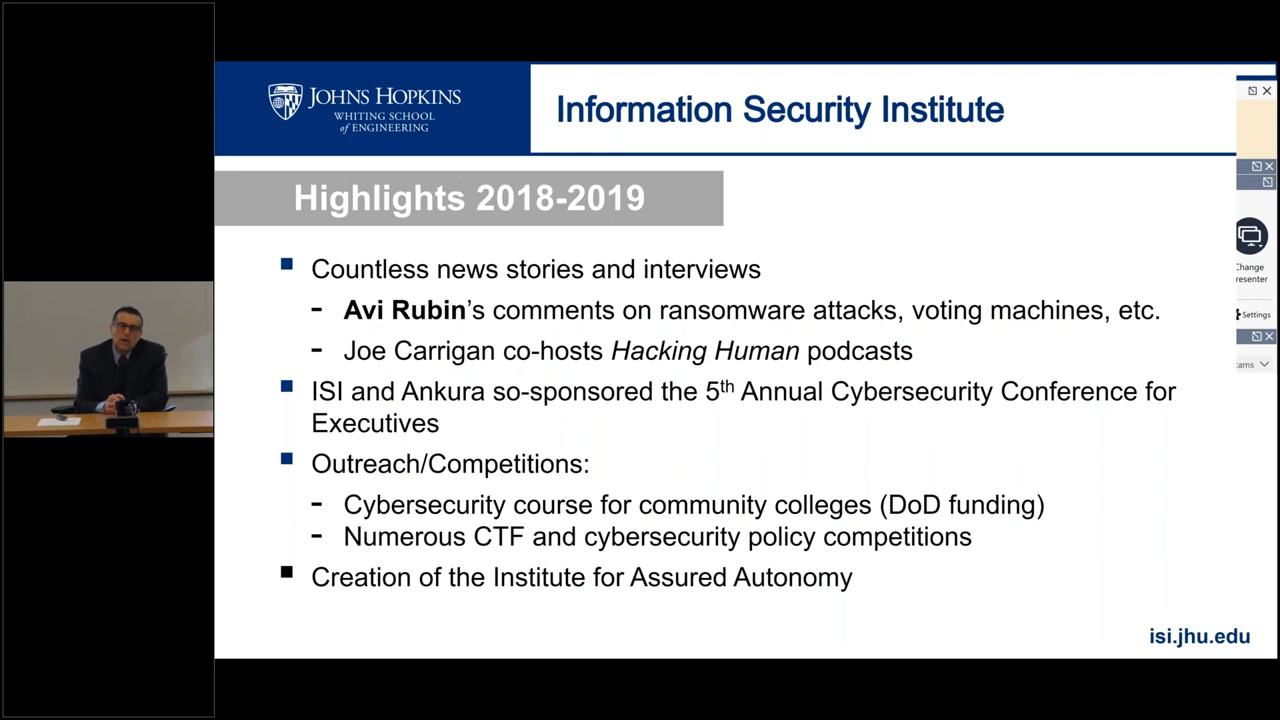 JOHNS HOPKINS
WHITING SCHOOL
of ENGINEERING
Information Security Institute
Highlights 2018-2019
Countless news stories and interviews
- Avi Rubin's comments on ransomware attacks, voting machines, etc.
- Joe Carrigan co-hosts Hacking Human podcasts
ISI and Ankura so-sponsored the 5th Annual Cybersecurity Conference for
Executives
Outreach/Competitions:
- Cybersecurity course for community colleges (DoD funding)
- Numerous CTF and cybersecurity policy competitions
Creation of the Institute for Assured Autonomy
isi.jhu.edu
Change
resenter
Settings